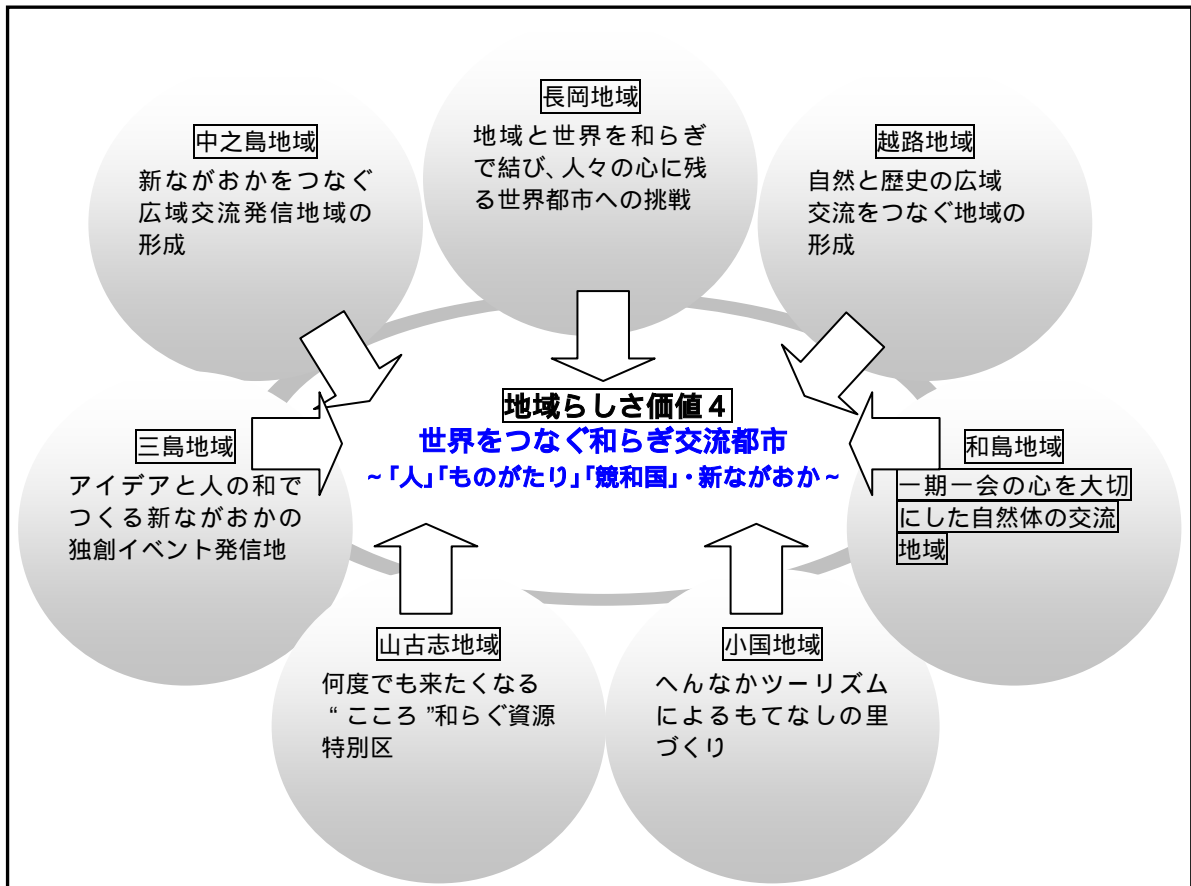 長岡地域
地域と世界を和らぎ
で結び、人々の心に残
る世界都市への挑戦
中之島地域
新ながおかをつなぐ
広域交流発信地域の
形成
越路地域
自然と歴史の広域
交流をつなぐ地域の
形成
地域らしさ価値4
世界をつなぐ和らぎ交流都市
~「人」「ものがたり」「競和国」・新ながおか~
三島地域
アイデアと人の和で
つくる新ながおかの
独創イベント発信地
和島地域
一期一会の心を大切
にした自然体の交流
地域
山古志地域
何度でも来たくなる
“こころ”和らぐ資源
特別区
小国地域
へんなかツーリズム
によるもてなしの里
づくり